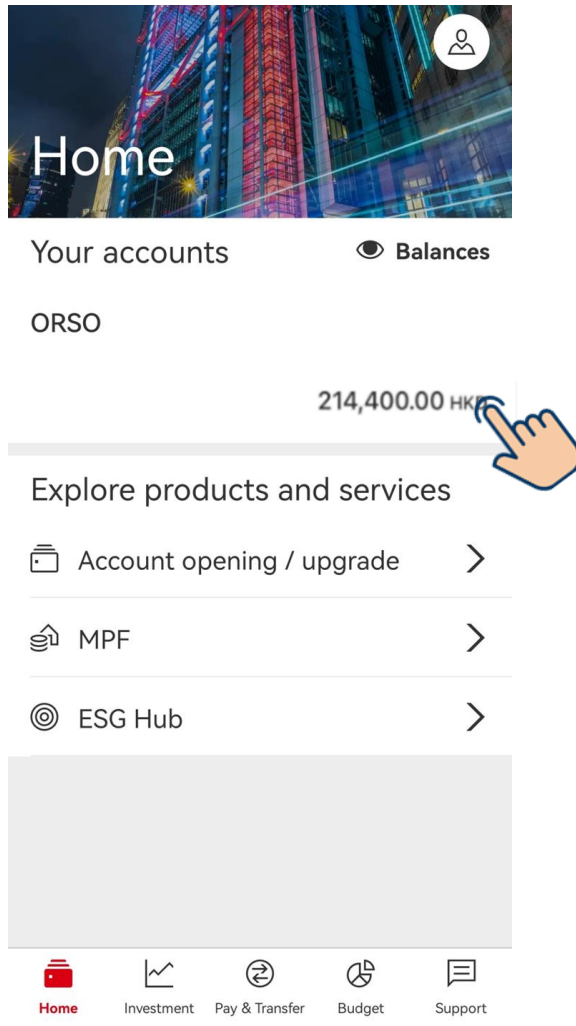 Home
Your accounts Balances
ORSO
214,400.00 HKD
Explore products and services
Account opening / upgrade
MPF
ESG Hub
Home Investment Pay & Transfer Budget Support